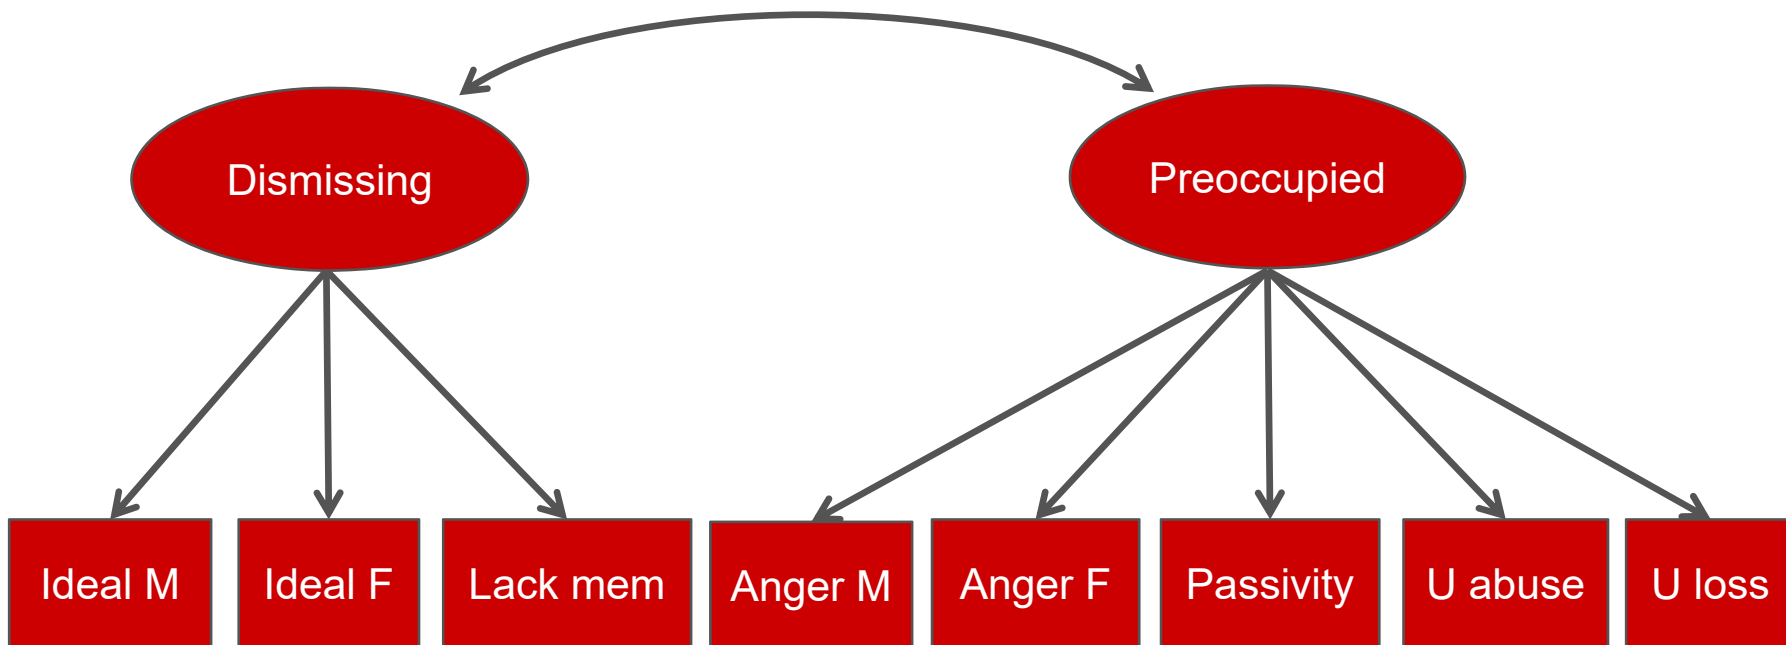 Dismissing
Preoccupied
Ideal M
Ideal F
Lack mem
Anger M
Anger F
Passivity
U abuse
U loss